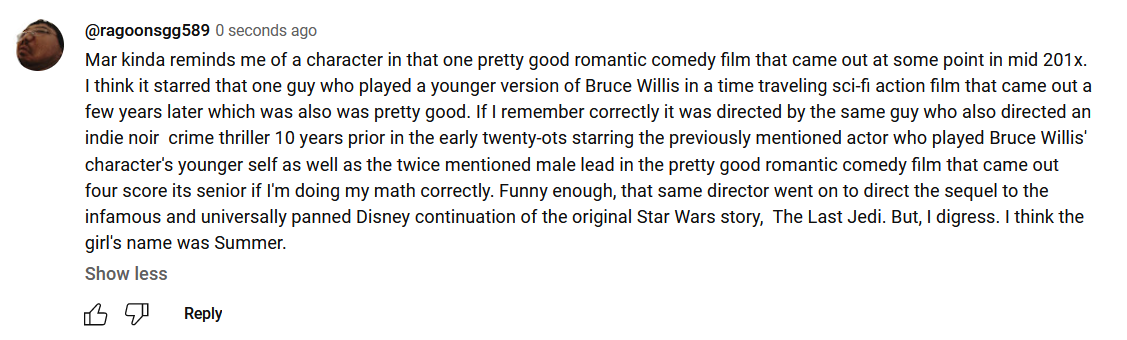 @ragoonsgg589 0 seconds ago
Mar kinda reminds me of a character in that one pretty good romantic comedy film that came out at some point in mid 201x.
I think it starred that one guy who played a younger version of Bruce Willis in a time traveling sci-fi action film that came out a
few years later which was also was pretty good. If I remember correctly it was directed by the same guy who also directed an
indie noir  crime thriller 10 years prior in the early twenty-ots starring the previously mentioned actor who played Bruce Willis'
character's younger self as well as the twice mentioned male lead in the pretty good romantic comedy film that came out
four score its senior if I'm doing my math correctly. Funny enough, that same director went on to direct the sequel to the
infamous and universally panned Disney continuation of the original Star Wars story,  The Last Jedi. But, I digress. I think the
girl's name was Summer.
Show less
Reply